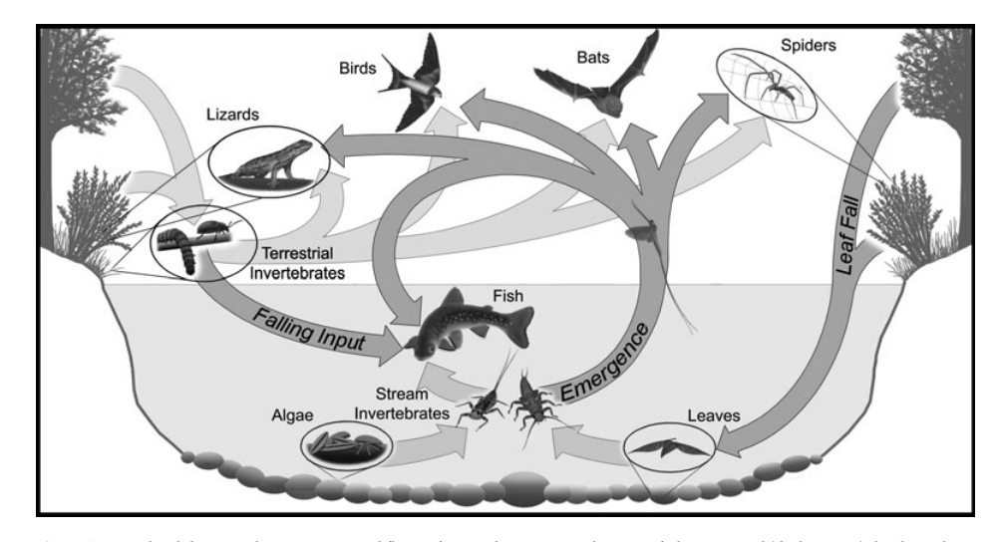 Spiders
Bats
Birds
Lizards
Terrestrial
Invertebrates
Leaf Fall
Fish
Falling Input
Emergence
Stream
Invertebrates
Algae
Leaves